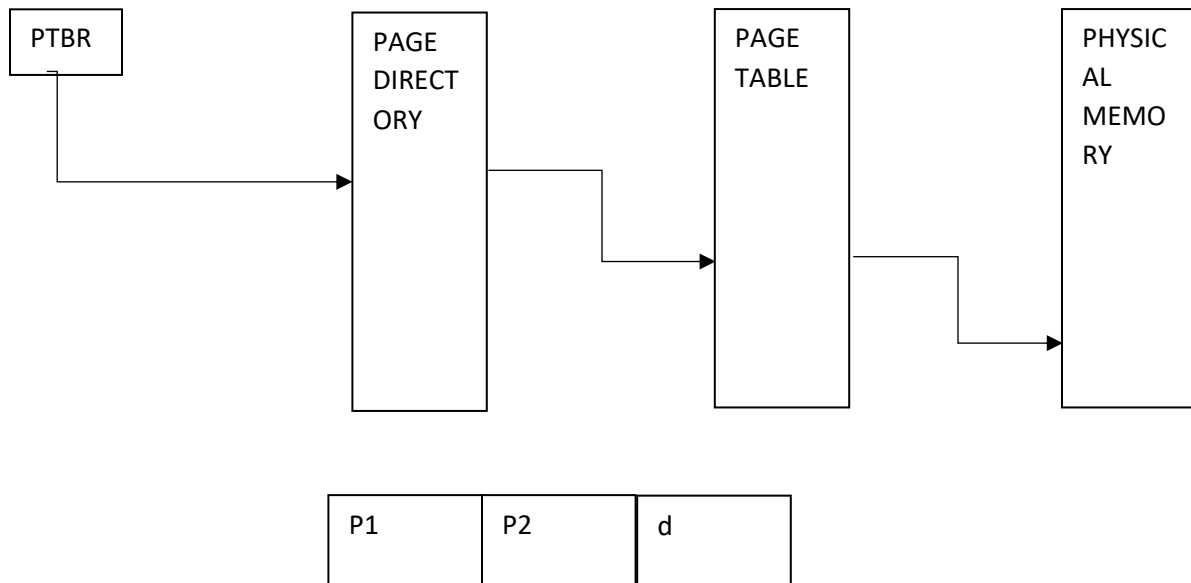 PTBR
PAGE
DIRECT
ORY
PAGE
TABLE
PHYSIC
AL
MEMO
RY
P1
P2
d